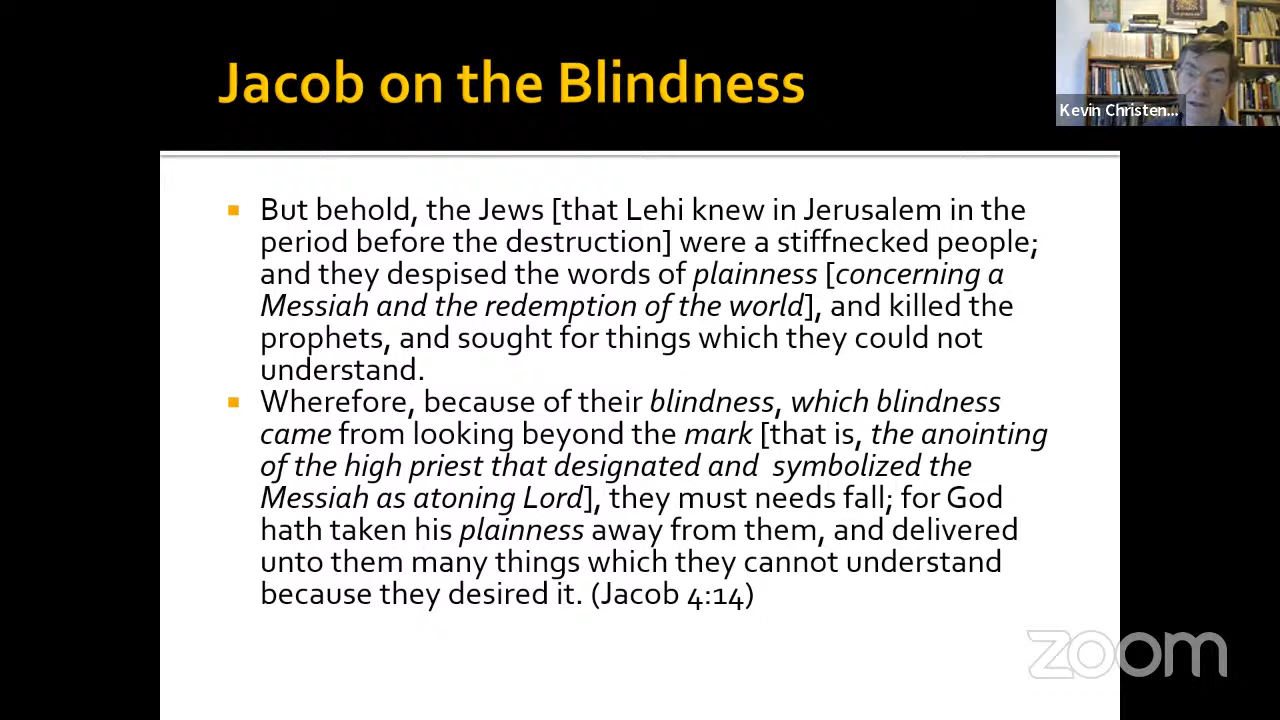 Jacob on the Blindness
Kevin Christen...
▪ But behold, the Jews [that Lehi knew in Jerusalem in the
period before the destruction] were a stiffnecked people;
and they despised the words of plainness [concerning a
Messiah and the redemption of the world], and killed the
prophets, and sought for things which they could not
understand.
▪ Wherefore, because of their blindness, which blindness
came from looking beyond the mark [that is, the anointing
of the high priest that designated and symbolized the
Messiah as atoning Lord], they must needs fall; for God
hath taken his plainness away from them, and delivered
unto them many things which they cannot understand
because they desired it. (Jacob 4:14)
zoom